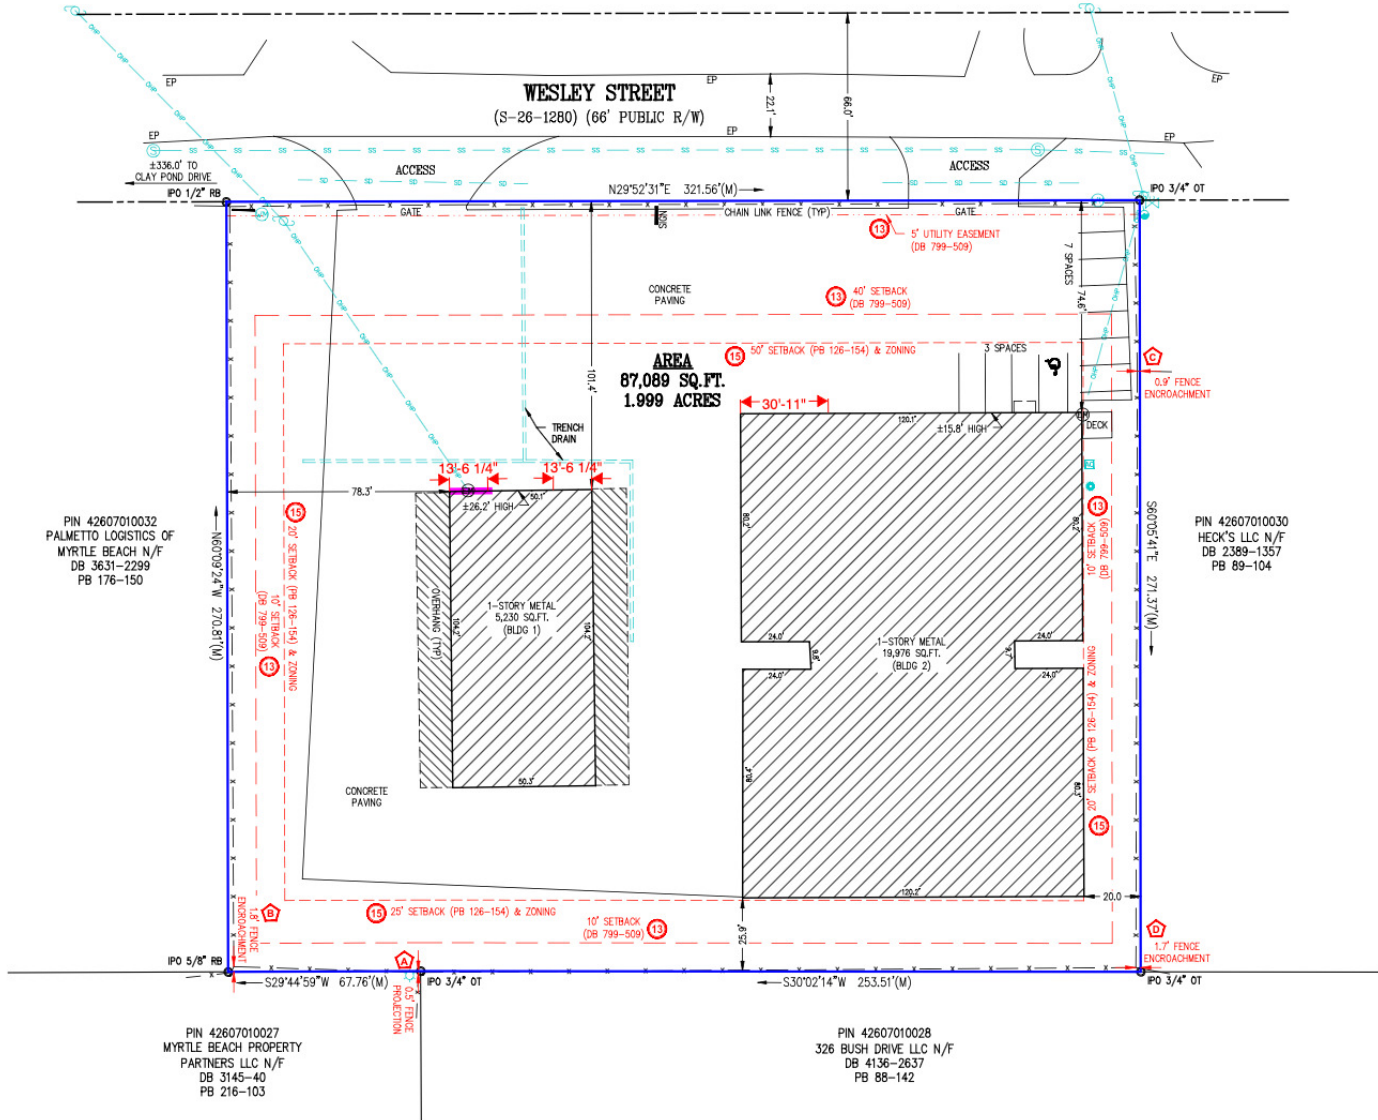 EP
EP
EP
WESLEY STREET
(S-26-1280) (66' PUBLIC R/W)
22.1'
66.0'
EP
EP
EP
±336.0' TO
CLAY POND DRIVE
ACCESS
ACCESS
IPO 1/2" RB
N29°52'31"E 321.56'(M)
IPO 3/4" OT
GATE
SIGN
CHAIN LINK FENCE (TYP)
GATE
13
5' UTILITY EASEMENT
(DB 799-509)
7 SPACES
74.6'
CONCRETE
PAVING
13
40' SETBACK
(DB 799-509)
15
50' SETBACK (PB 126-154) & ZONING
3 SPACES
AREA
87,089 SQ.FT.
1.999 ACRES
101.4'
C
0.9' FENCE
ENCROACHMENT
30'-11"
120.1'
±15.8' HIGH
DECK
TRENCH
DRAIN
13'-6 1/4"
13'-6 1/4"
78.3'
50.1'
±26.2' HIGH
80.2'
80.2'
13
10' SETBACK
(DB 799-509)
S60°05'41"E 271.37'(M)
PIN 42607010032
PALMETTO LOGISTICS OF
MYRTLE BEACH N/F
DB 3631-2299
PB 176-150
N60°09'24"W 270.81'(M)
15
20' SETBACK (PB 126-154) & ZONING
10' SETBACK
(DB 799-509)
13
PIN 42607010030
HECK'S LLC N/F
DB 2389-1357
PB 89-104
OVERHANG (TYP)
104.2'
1-STORY METAL
5,230 SQ.FT.
(BLDG 1)
104.2'
24.0'
9.8'
24.0'
1-STORY METAL
19,976 SQ.FT.
(BLDG 2)
24.0'
9.7'
24.0'
20' SETBACK (PB 126-154) & ZONING
15
80.4'
80.3'
50.3'
CONCRETE
PAVING
120.2'
20.0
1.8' FENCE
ENCROACHMENT
B
15
25' SETBACK (PB 126-154) & ZONING
10' SETBACK
(DB 799-509)
13
25.9'
D
1.7' FENCE
ENCROACHMENT
IPO 5/8" RB
A
S29°44'59"W 67.76'(M)
IPO 3/4" OT
S30°02'14"W 253.51'(M)
IPO 3/4" OT
0.5' FENCE
PROJECTION
PIN 42607010027
MYRTLE BEACH PROPERTY
PARTNERS LLC N/F
DB 3145-40
PB 216-103
PIN 42607010028
326 BUSH DRIVE LLC N/F
DB 4136-2637
PB 88-142